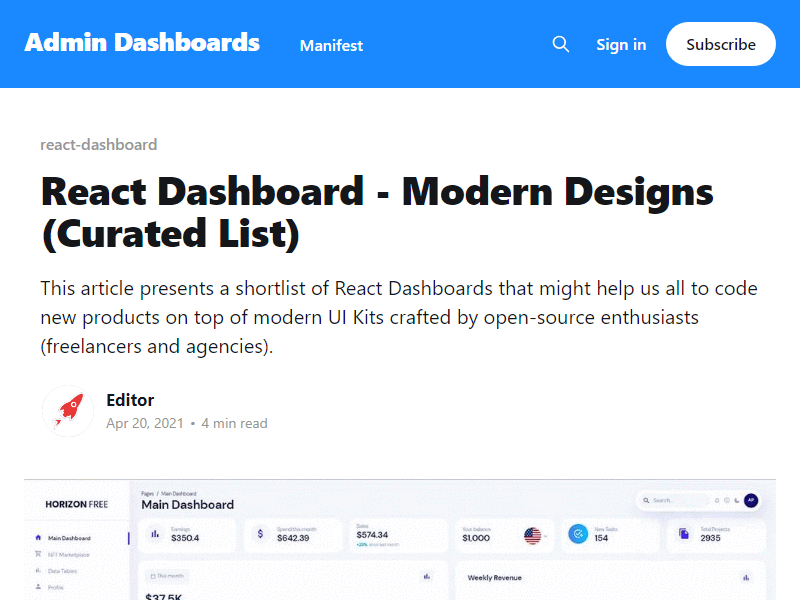 Admin Dashboards
Manifest
Sign in
Subscribe
react-dashboard
React Dashboard - Modern Designs
(Curated List)
This article presents a shortlist of React Dashboards that might help us all to code
new products on top of modern UI Kits crafted by open-source enthusiasts
(freelancers and agencies).
Editor
Apr 20, 2021 • 4 min read
HORIZON FREE
Pages / Main Dashboard
Main Dashboard
Search...
AP
Main Dashboard
NFT Marketplace
Data Tables
Profile
Earnings
$350.4
Spend this month
$642.39
Sales
$574.34
+23% since last month
Your balance
$1,000
New Tasks
154
Total Projects
2935
This month
$37.5K
Weekly Revenue